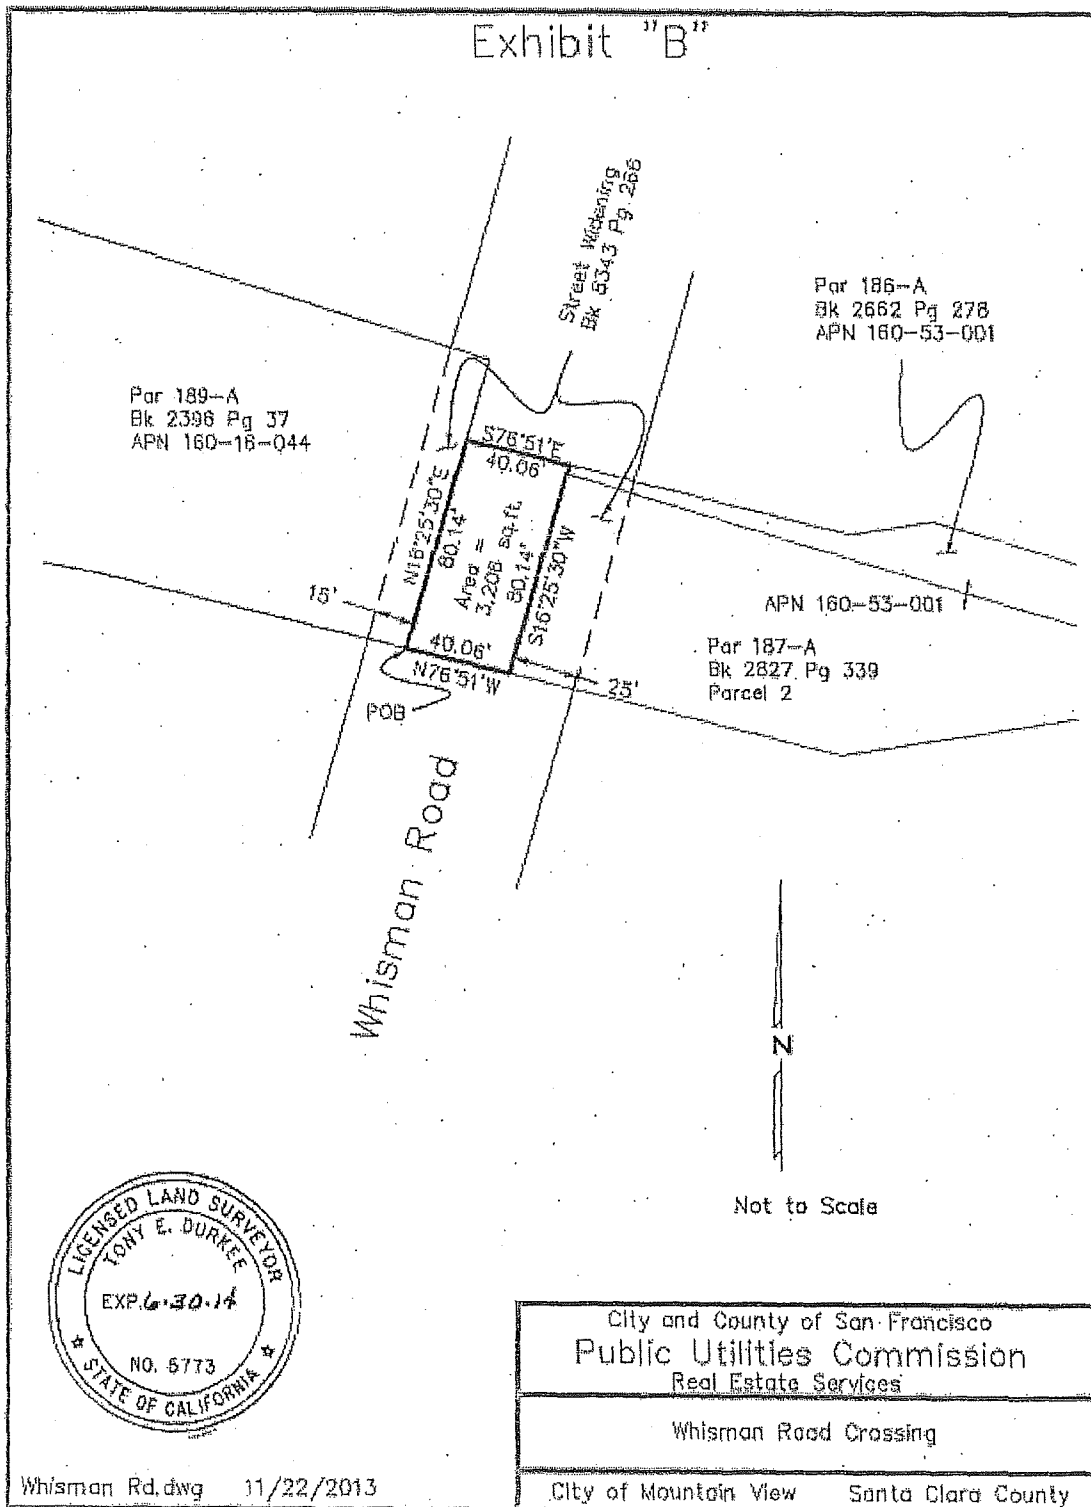 Exhibit "B"
Street Widening
Bk 8343 Pg 266
Par 186-A
Bk 2662 Pg 278
APN 160-53-001
Par 189-A
Bk 2396 Pg 37
APN 160-16-044
S76°51'E
40.06'
N16°25'30"E
80.14'
Area =
3,206 sq.ft.
80.14'
S16°25'30"W
15'
40.06'
N76°51'W
25'
POB
APN 160-53-001
Par 187-A
Bk 2827 Pg 339
Parcel 2
Whisman Road
N
Not to Scale
LICENSED LAND SURVEYOR
TONY E. DURKEE
EXP. 6-30-14
NO. 5773
STATE OF CALIFORNIA
City and County of San Francisco
Public Utilities Commission
Real Estate Services
Whisman Road Crossing
City of Mountain View Santa Clara County
Whisman Rd.dwg 11/22/2013